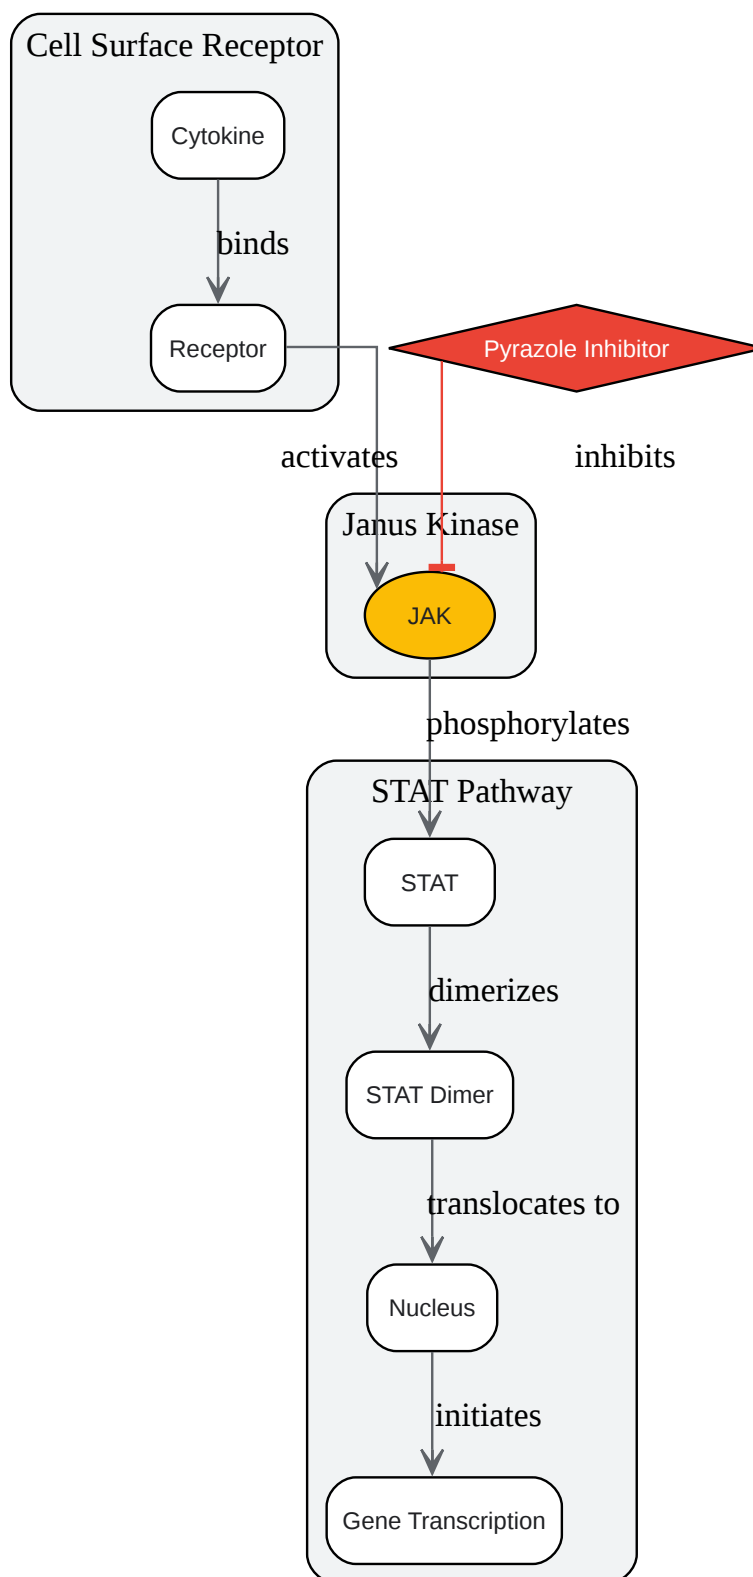 Cell Surface Receptor
Cytokine
binds
Receptor
Pyrazole Inhibitor
activates
inhibits
Janus Kinase
JAK
phosphorylates
STAT Pathway
STAT
dimerizes
STAT Dimer
translocates to
Nucleus
initiates
Gene Transcription